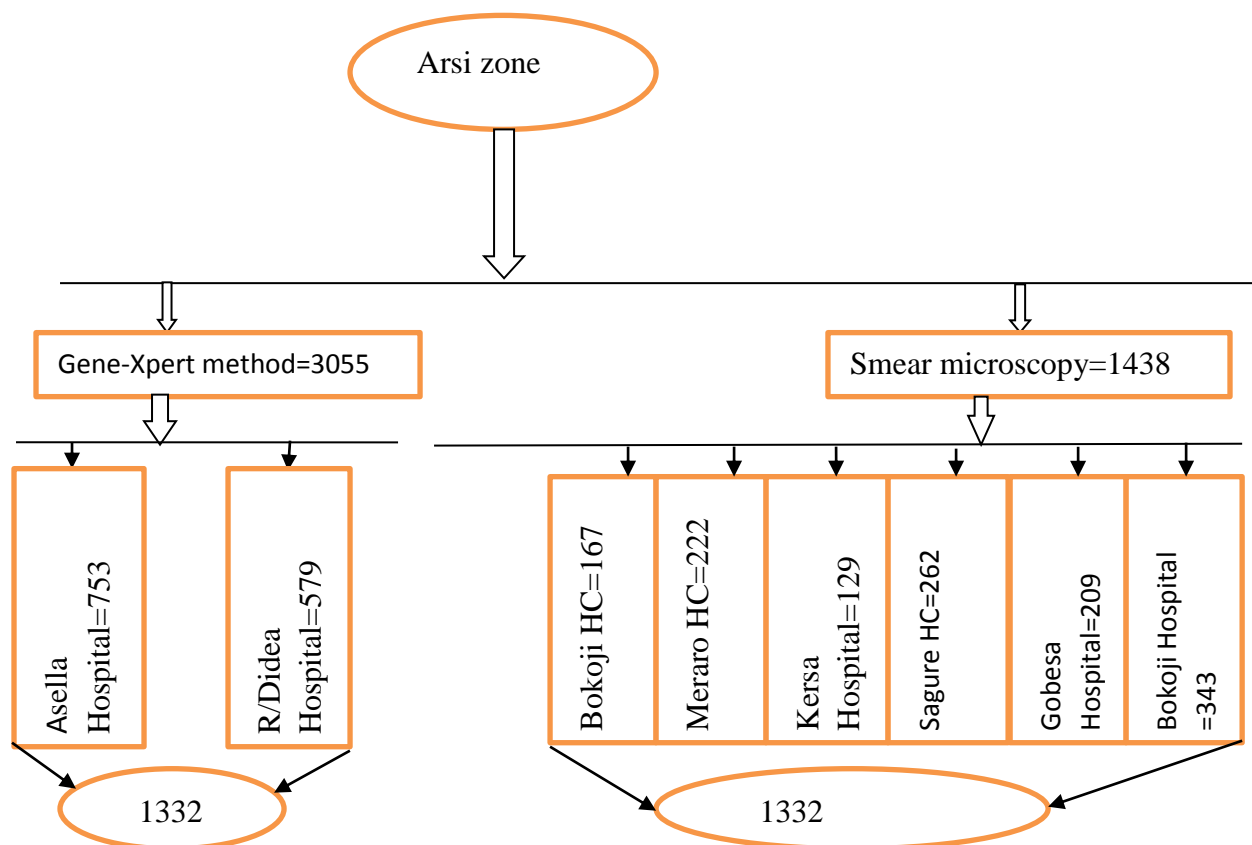 Arsi zone
Gene-Xpert method=3055
Smear microscopy=1438
Asella
Hospital=753
R/Didea
Hospital=579
Bokoji HC=167
Meraro HC=222
Kersa
Hospital=129
Sagure HC=262
Gobesa
Hospital=209
Bokoji Hospital
=343
1332
1332